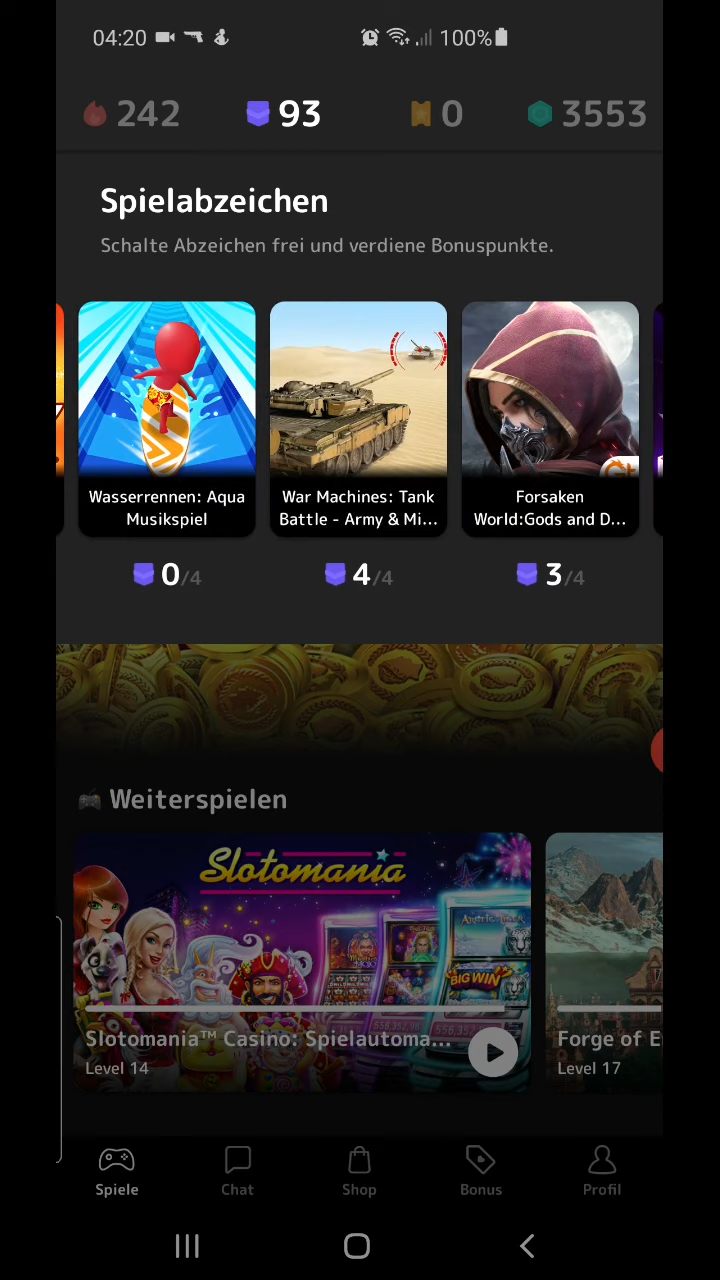 04:20
100%
242
93
0
3553
Spielabzeichen
Schalte Abzeichen frei und verdiene Bonuspunkte.
Wasserrennen: Aqua
Musikspiel
War Machines: Tank
Battle - Army & Mi...
Forsaken
World:Gods and D...
0/4
4/4
3/4
Weiterspielen
Slotomania
BIG WIN
Slotomania™ Casino: Spielautoma...
Level 14
Forge of E
Level 17
Spiele
Chat
Shop
Bonus
Profil